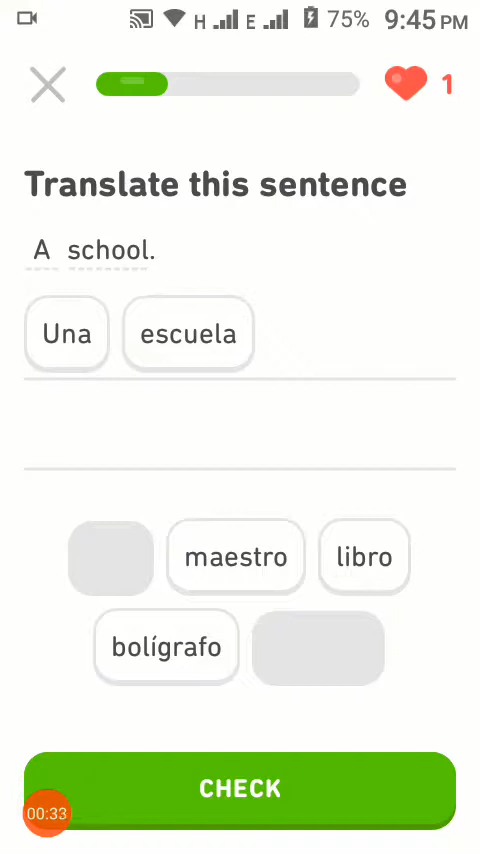 H E 75% 9:45 PM
1
Translate this sentence
A school.
Una escuela
maestro libro
bolígrafo
CHECK
00:33